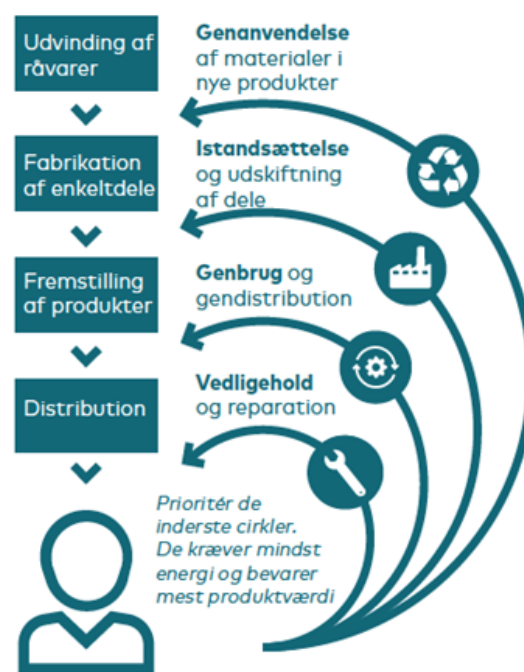 Udvinding af
råvarer
Genanvendelse
af materialer i
nye produkter
Fabrikation
af enkeltdele
Istandsættelse
og udskiftning
af dele
Fremstilling
af produkter
Genbrug og
gendistribution
Distribution
Vedligehold
og reparation
Prioritér de
inderste cirkler.
De kræver mindst
energi og bevarer
mest produktværdi